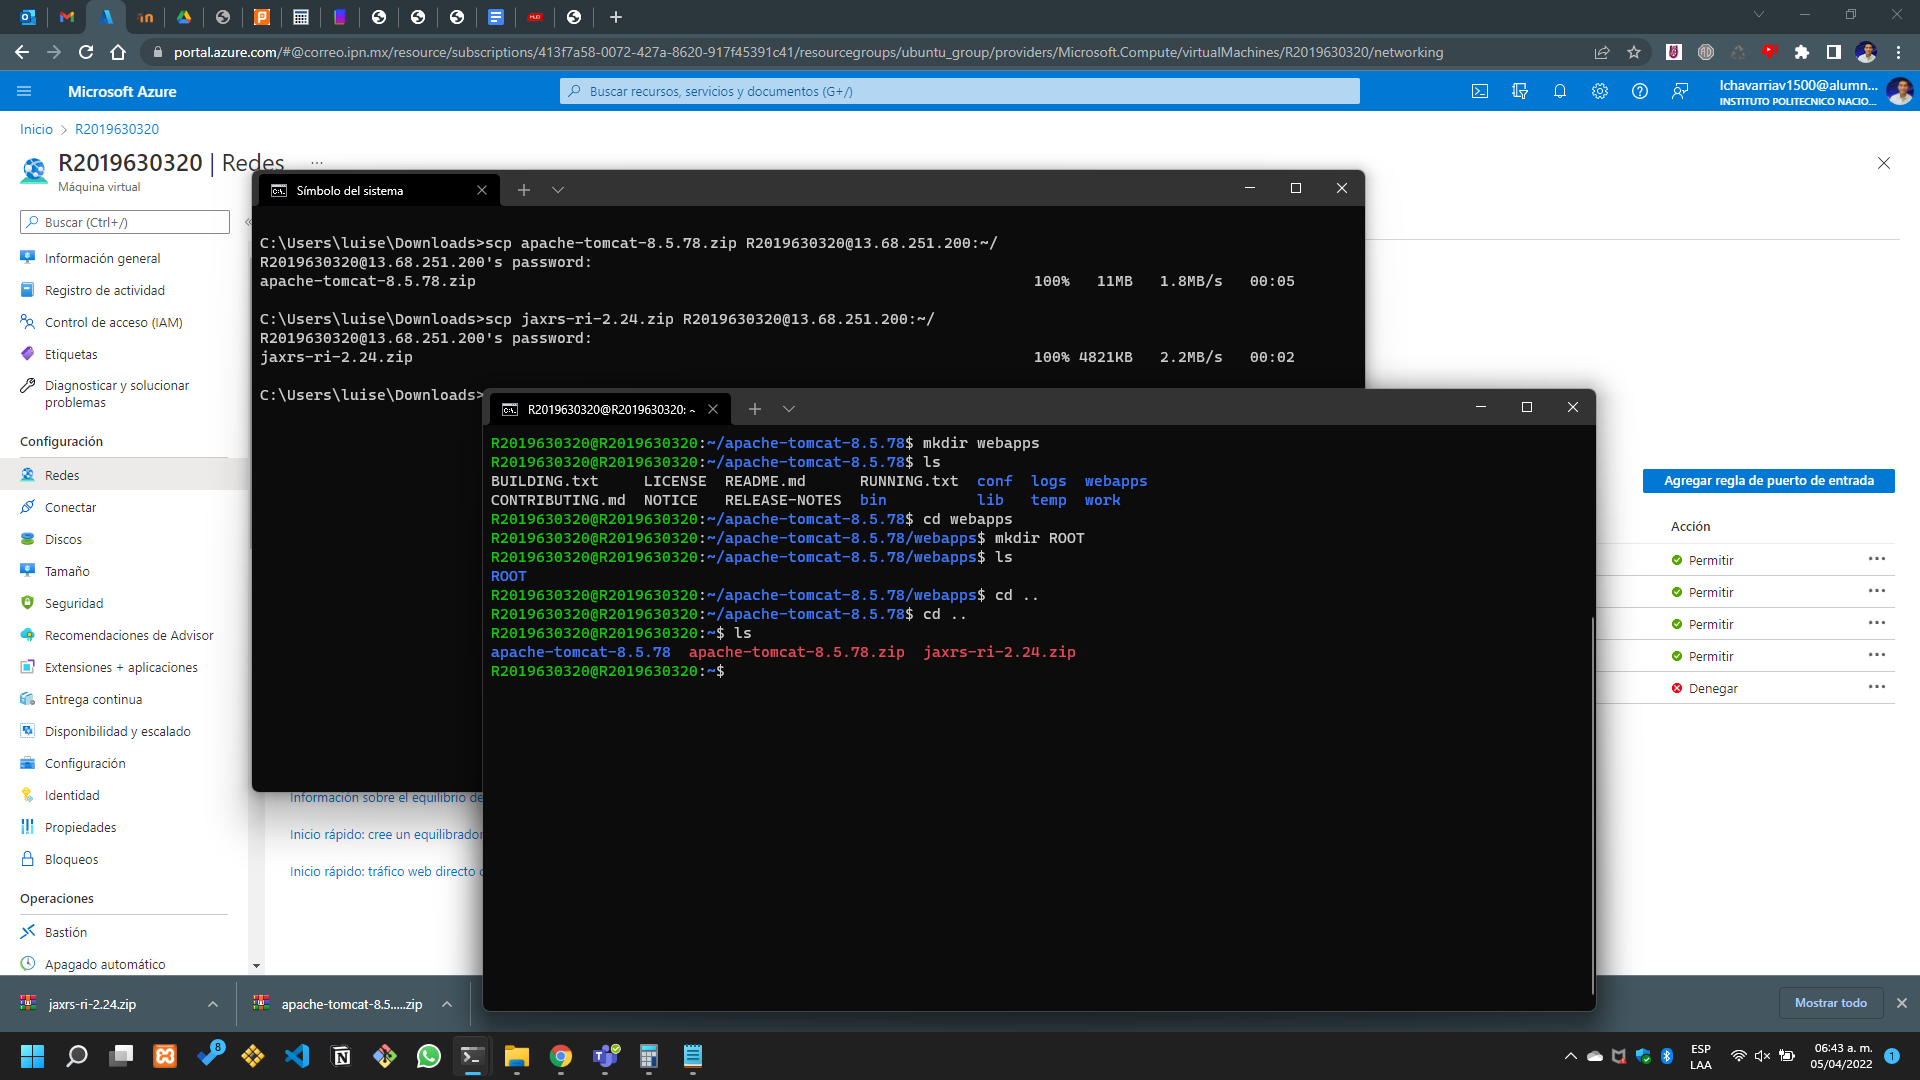 portal.azure.com/#@correo.ipn.mx/resource/subscriptions/413f7a58-0072-427a-8620-917f45391c41/resourcegroups/ubuntu_group/providers/Microsoft.Compute/virtualMachines/R2019630320/networking
Microsoft Azure
Buscar recursos, servicios y documentos (G+/)
lchavarriav1500@alumn...
INSTITUTO POLITECNICO NACIO...
Inicio > R2019630320
R2019630320 | Redes ...
Máquina virtual
Buscar (Ctrl+/)
Información general
Registro de actividad
Control de acceso (IAM)
Etiquetas
Diagnosticar y solucionar
problemas
Configuración
Redes
Conectar
Discos
Tamaño
Seguridad
Recomendaciones de Advisor
Extensiones + aplicaciones
Entrega continua
Disponibilidad y escalado
Configuración
Identidad
Propiedades
Bloqueos
Operaciones
Bastión
Apagado automático
Símbolo del sistema
C:\Users\luise\Downloads>scp apache-tomcat-8.5.78.zip R2019630320@13.68.251.200:~/
R2019630320@13.68.251.200's password:
apache-tomcat-8.5.78.zip 100% 11MB 1.8MB/s 00:05
C:\Users\luise\Downloads>scp jaxrs-ri-2.24.zip R2019630320@13.68.251.200:~/
R2019630320@13.68.251.200's password:
jaxrs-ri-2.24.zip 100% 4821KB 2.2MB/s 00:02
C:\Users\luise\Downloads>
R2019630320@R2019630320: ~
R2019630320@R2019630320:~/apache-tomcat-8.5.78$ mkdir webapps
R2019630320@R2019630320:~/apache-tomcat-8.5.78$ ls
BUILDING.txt LICENSE README.md RUNNING.txt conf logs webapps
CONTRIBUTING.md NOTICE RELEASE-NOTES bin lib temp work
R2019630320@R2019630320:~/apache-tomcat-8.5.78$ cd webapps
R2019630320@R2019630320:~/apache-tomcat-8.5.78/webapps$ mkdir ROOT
R2019630320@R2019630320:~/apache-tomcat-8.5.78/webapps$ ls
ROOT
R2019630320@R2019630320:~/apache-tomcat-8.5.78/webapps$ cd ..
R2019630320@R2019630320:~/apache-tomcat-8.5.78$ cd ..
R2019630320@R2019630320:~$ ls
apache-tomcat-8.5.78 apache-tomcat-8.5.78.zip jaxrs-ri-2.24.zip
R2019630320@R2019630320:~$
Información sobre el equilibrio de
Inicio rápido: cree un equilibrador
Inicio rápido: tráfico web directo
Agregar regla de puerto de entrada
Acción
Permitir
Permitir
Permitir
Permitir
Denegar
jaxrs-ri-2.24.zip
apache-tomcat-8.5.....zip
Mostrar todo
8
ESP
LAA
06:43 a. m.
05/04/2022
1